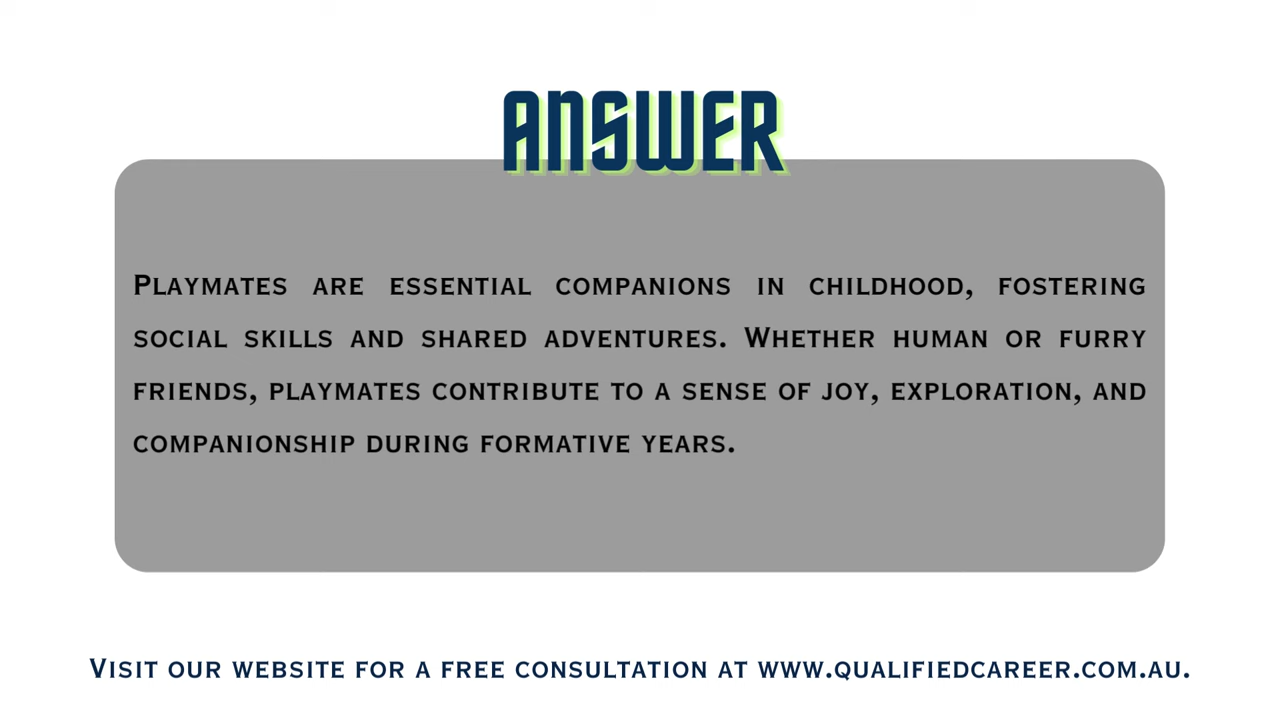 ANSWER
Playmates are essential companions in childhood, fostering
social skills and shared adventures. Whether human or furry
friends, playmates contribute to a sense of joy, exploration, and
companionship during formative years.
Visit our website for a free consultation at www.qualifiedcareer.com.au.